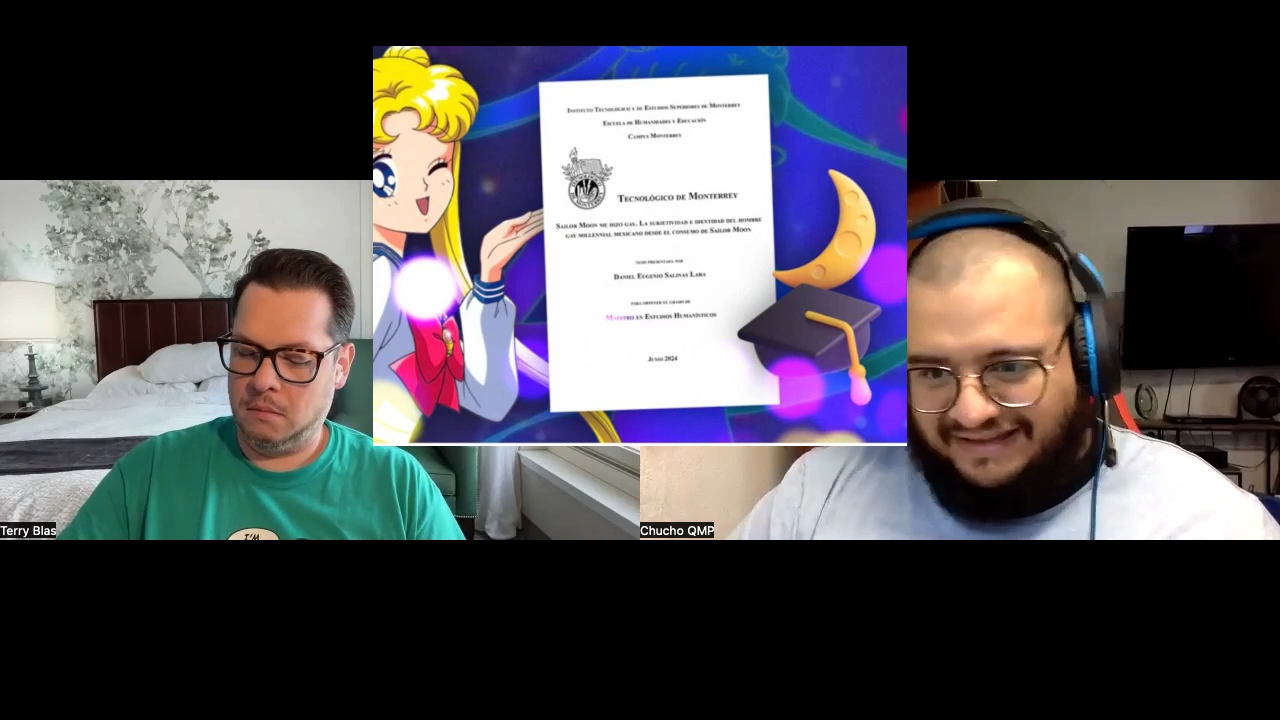 INSTITUTO TECNOLÓGICO Y DE ESTUDIOS SUPERIORES DE MONTERREY
ESCUELA DE HUMANIDADES Y EDUCACIÓN
CAMPUS MONTERREY
TECNOLÓGICO DE MONTERREY
SAILOR MOON ME HIZO GAY. LA SUBJETIVIDAD E IDENTIDAD DEL HOMBRE
GAY MILLENNIAL MEXICANO DESDE EL CONSUMO DE SAILOR MOON
TESIS PRESENTADA POR
DANIEL EUGENIO SALINAS LARA
PARA OBTENER EL GRADO DE
MAESTRO EN ESTUDIOS HUMANÍSTICOS
JUNIO 2024
I'M
Terry Blas
Chucho QMP